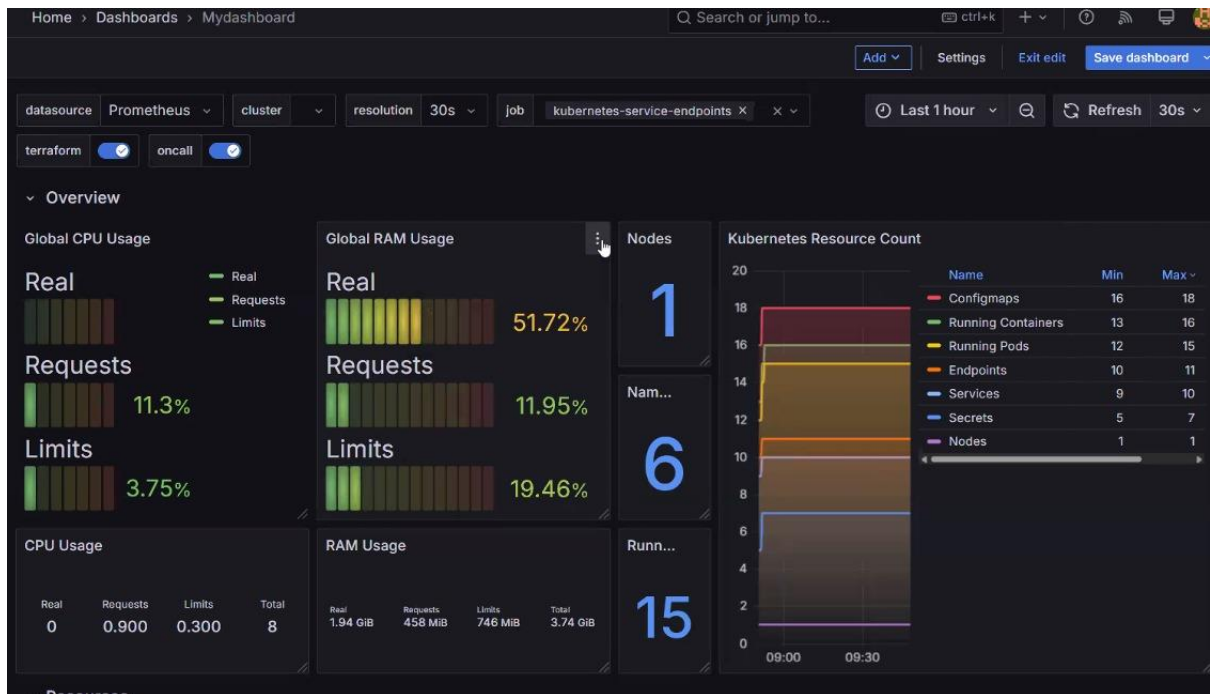 Home > Dashboards > Mydashboard
Search or jump to...
ctrl+k
Add
Settings
Exit edit
Save dashboard
datasource Prometheus
cluster
resolution 30s
job kubernetes-service-endpoints
Last 1 hour
Refresh 30s
terraform
oncall
Overview
Global CPU Usage
Real
Requests
11.3%
Limits
3.75%
Real
Requests
Limits
Global RAM Usage
Real
51.72%
Requests
11.95%
Limits
19.46%
Nodes
1
Nam...
6
Kubernetes Resource Count
20
18
16
14
12
10
8
6
4
2
0
09:00 09:30
Name Min Max
Configmaps 16 18
Running Containers 13 16
Running Pods 12 15
Endpoints 10 11
Services 9 10
Secrets 5 7
Nodes 1 1
CPU Usage
Real Requests Limits Total
0 0.900 0.300 8
RAM Usage
Real Requests Limits Total
1.94 GiB 458 MiB 746 MiB 3.74 GiB
Runn...
15